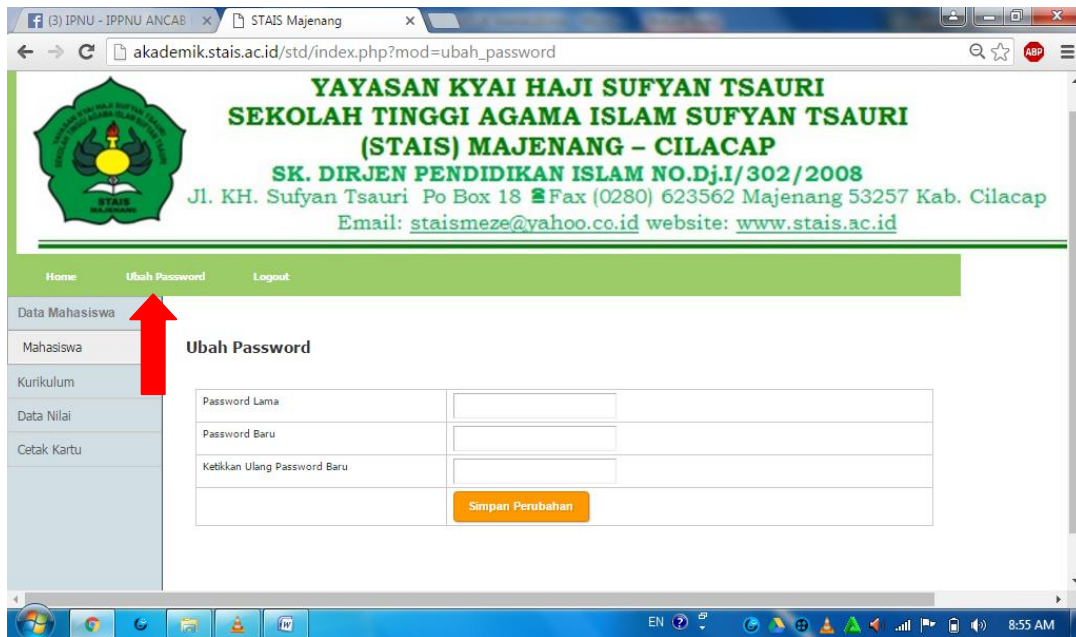 (3) IPNU - IPPNU ANCAB
STAIS Majenang
akademik.stais.ac.id/std/index.php?mod=ubah_password
ABP
YAYASAN KYAI HAJI SUFYAN TSAURI
SEKOLAH TINGGI AGAMA ISLAM SUFYAN TSAURI
(STAIS) MAJENANG – CILACAP
SK. DIRJEN PENDIDIKAN ISLAM NO.Dj.I/302/2008
Jl. KH. Sufyan Tsauri Po Box 18 ☎Fax (0280) 623562 Majenang 53257 Kab. Cilacap
Email: staismeze@yahoo.co.id website: www.stais.ac.id
STAIS
MAJENANG
Home Ubah Password Logout
Data Mahasiswa
Mahasiswa
Kurikulum
Data Nilai
Cetak Kartu
Ubah Password
Password Lama
Password Baru
Ketikkan Ulang Password Baru
Simpan Perubahan
EN
8:55 AM